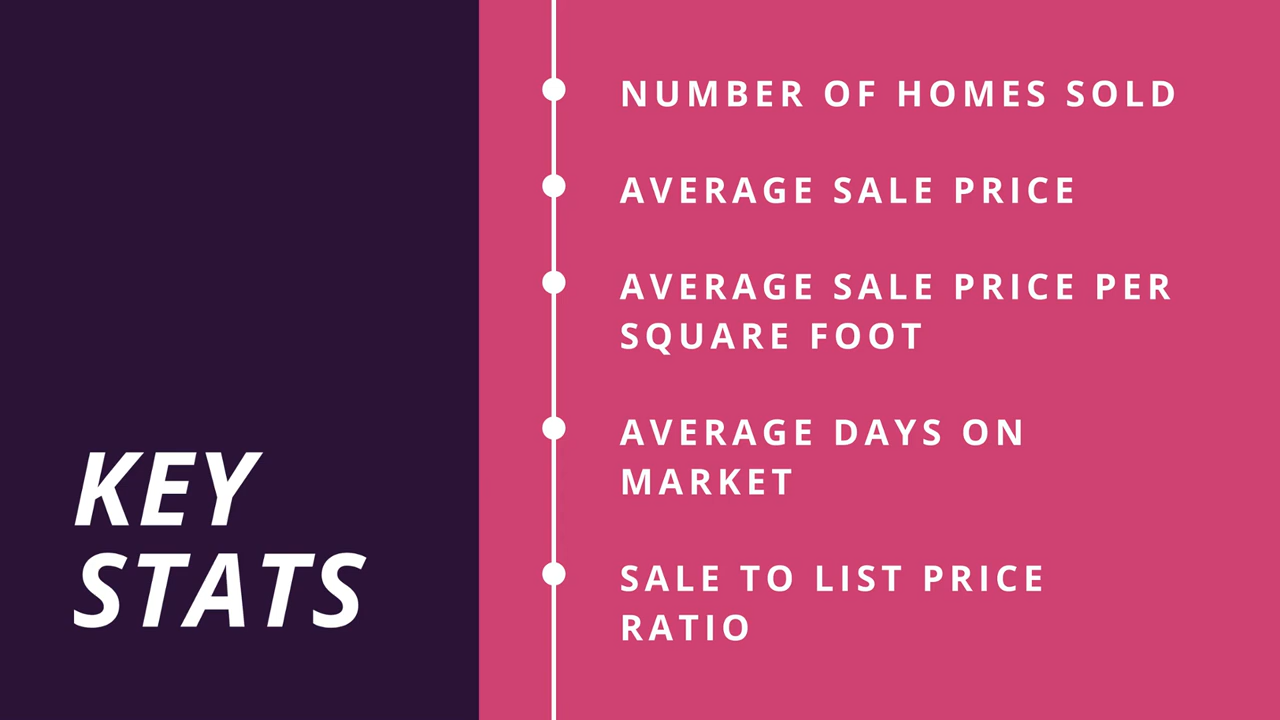 KEY
STATS
NUMBER OF HOMES SOLD
AVERAGE SALE PRICE
AVERAGE SALE PRICE PER
SQUARE FOOT
AVERAGE DAYS ON
MARKET
SALE TO LIST PRICE
RATIO